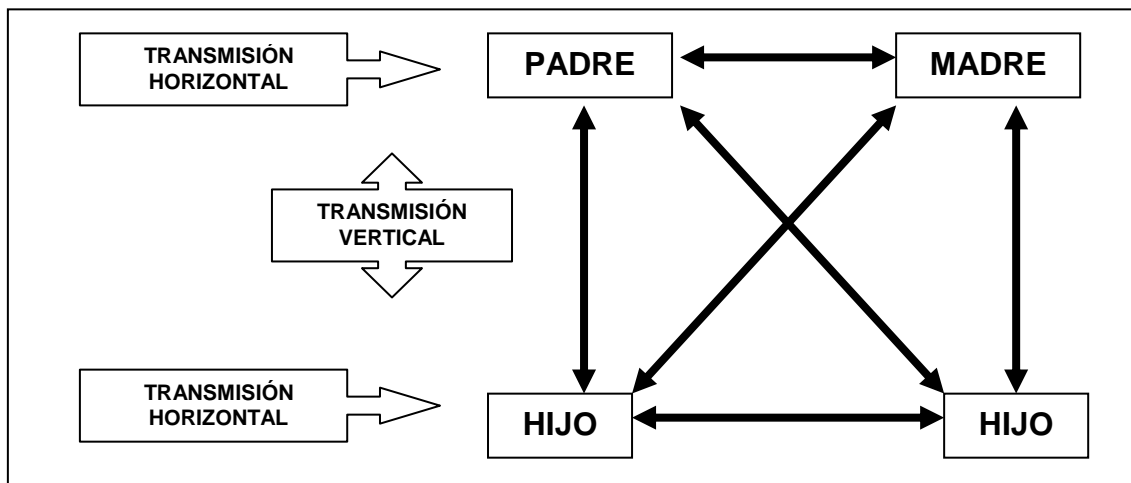 TRANSMISIÓN
HORIZONTAL
PADRE
MADRE
TRANSMISIÓN
VERTICAL
TRANSMISIÓN
HORIZONTAL
HIJO
HIJO